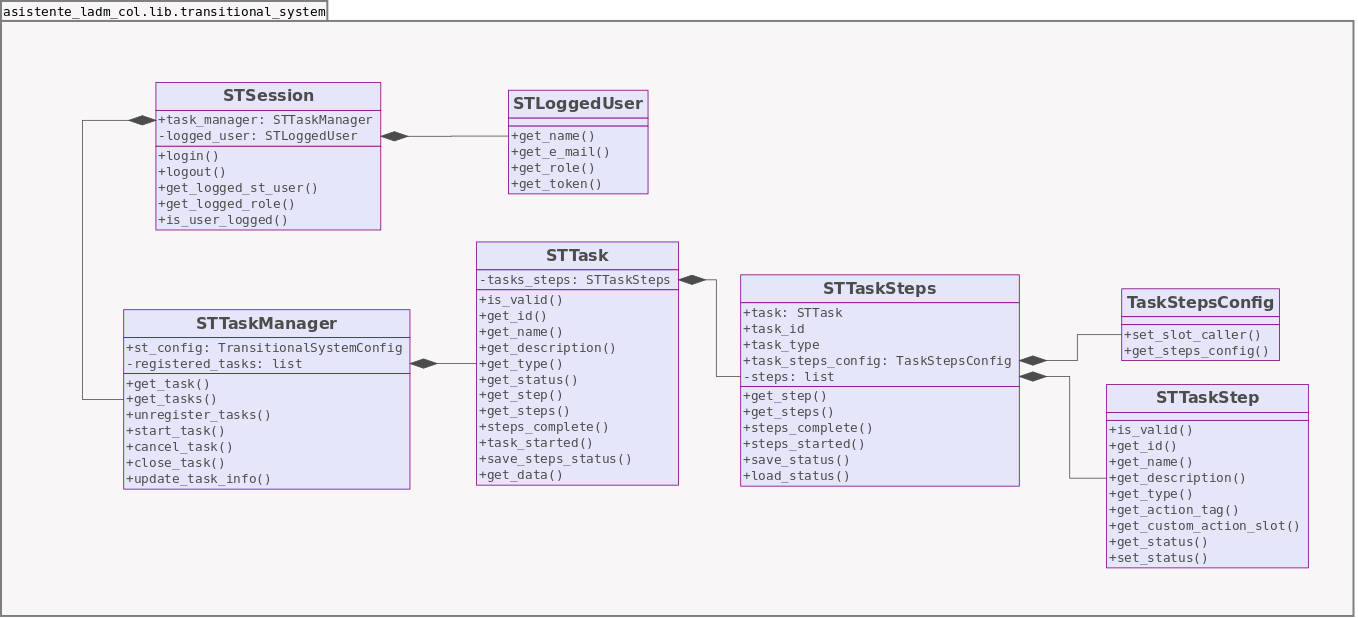 asistente_ladm_col.lib.transitional_system
STSession
+task_manager: STTaskManager
-logged_user: STLoggedUser
+login()
+logout()
+get_logged_st_user()
+get_logged_role()
+is_user_logged()
STLoggedUser
+get_name()
+get_e_mail()
+get_role()
+get_token()
STTaskManager
+st_config: TransitionalSystemConfig
-registered_tasks: list
+get_task()
+get_tasks()
+unregister_tasks()
+start_task()
+cancel_task()
+close_task()
+update_task_info()
STTask
-tasks_steps: STTaskSteps
+is_valid()
+get_id()
+get_name()
+get_description()
+get_type()
+get_status()
+get_step()
+get_steps()
+steps_complete()
+task_started()
+save_steps_status()
+get_data()
STTaskSteps
+task: STTask
+task_id
+task_type
+task_steps_config: TaskStepsConfig
-steps: list
+get_step()
+get_steps()
+steps_complete()
+steps_started()
+save_status()
+load_status()
TaskStepsConfig
+set_slot_caller()
+get_steps_config()
STTaskStep
+is_valid()
+get_id()
+get_name()
+get_description()
+get_type()
+get_action_tag()
+get_custom_action_slot()
+get_status()
+set_status()